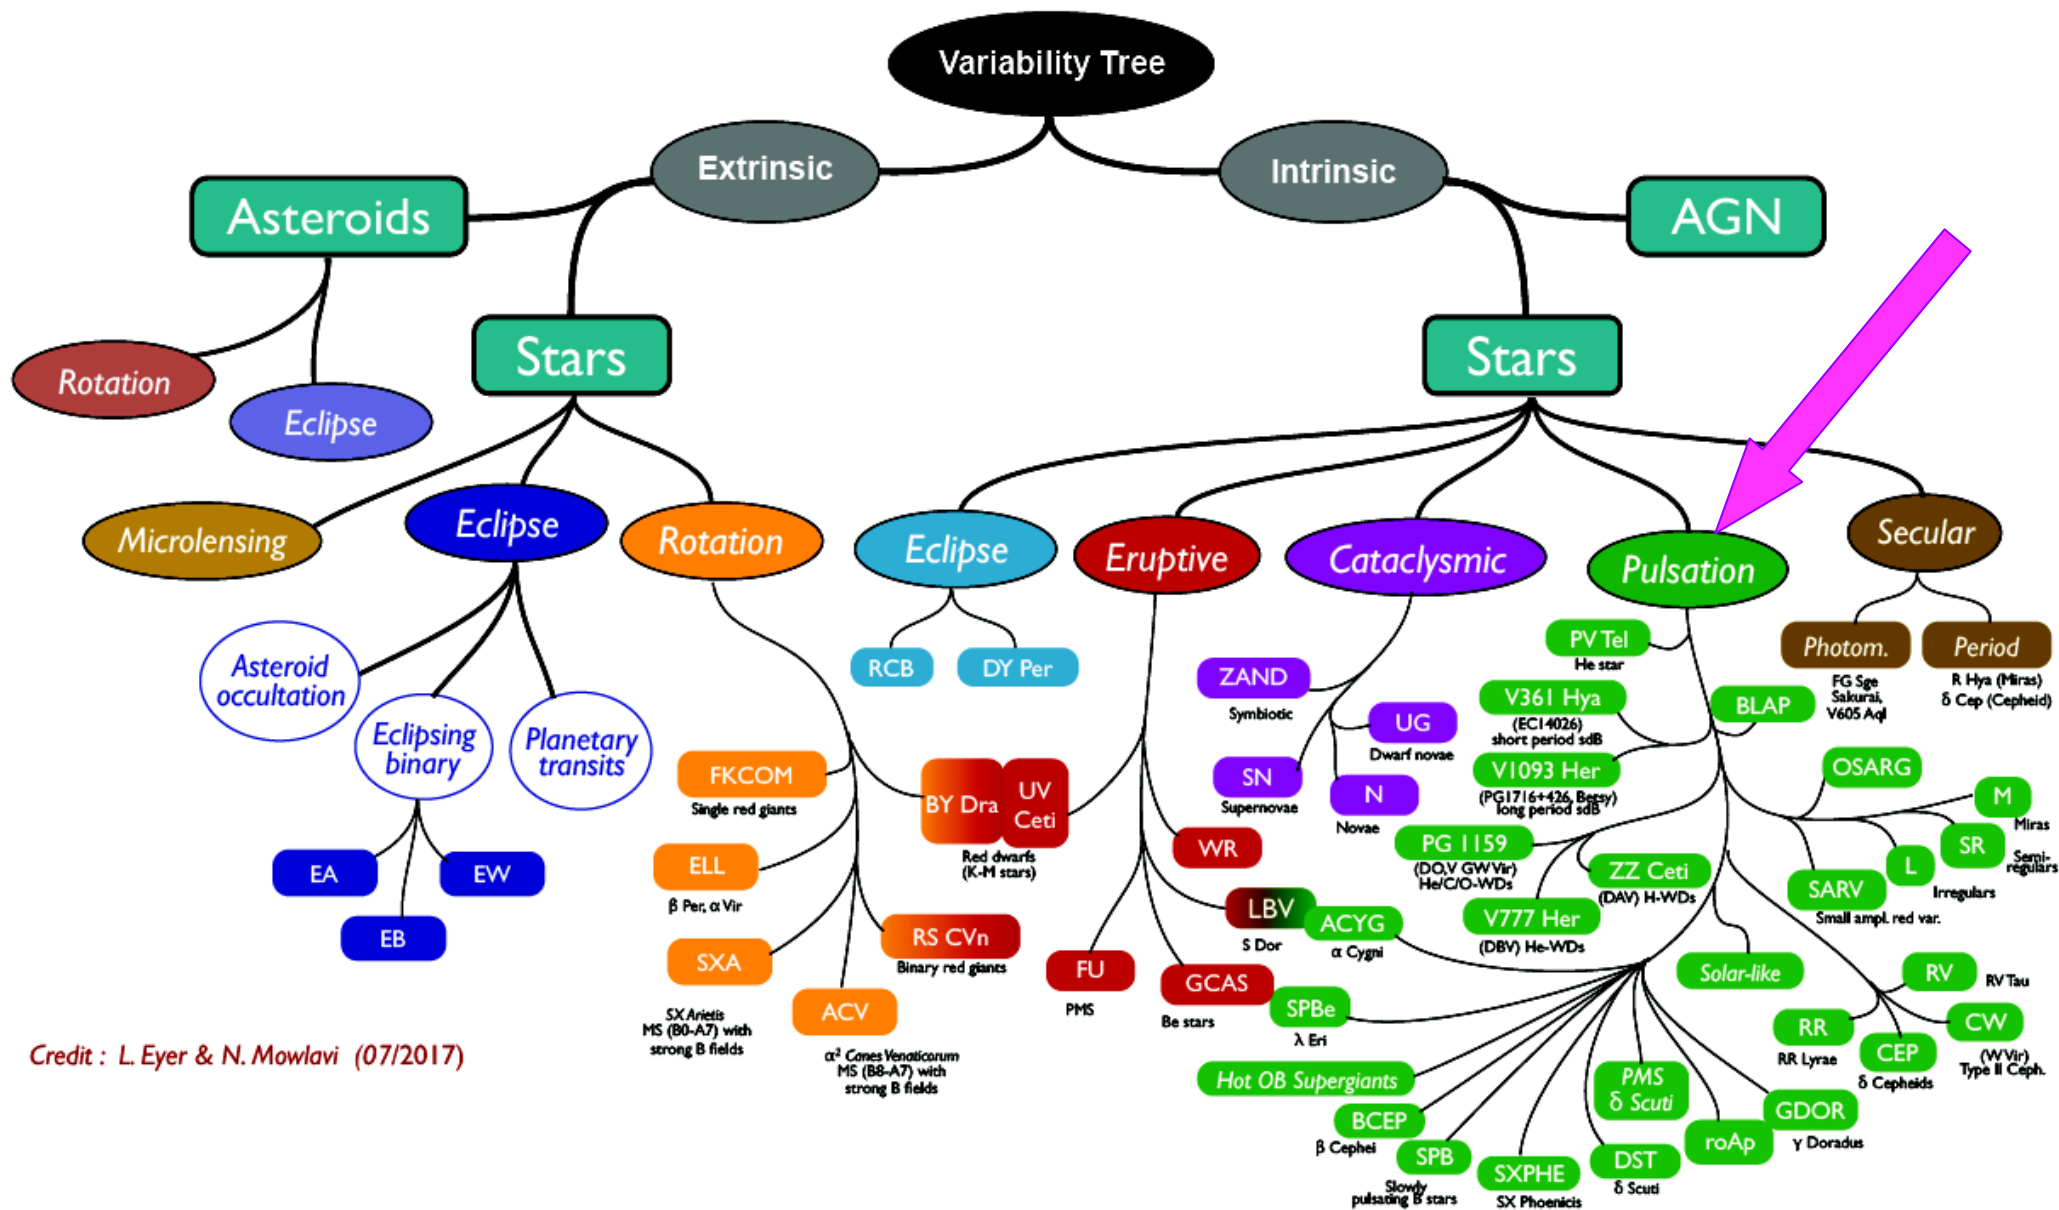 Variability Tree
Extrinsic
Intrinsic
Asteroids
AGN
Stars
Stars
Rotation
Eclipse
Microlensing
Eclipse
Rotation
Eclipse
Eruptive
Cataclysmic
Pulsation
Secular
Asteroid
occultation
Eclipsing
binary
Planetary
transits
EA
EB
EW
FKCOM
Single red giants
ELL
β Per, α Vir
SXA
SX Arietis
MS (B0-A7) with
strong B fields
ACV
α² Canes Venaticorum
MS (B8-A7) with
strong B fields
RS CVn
Binary red giants
BY Dra
UV
Ceti
Red dwarfs
(K-M stars)
RCB
DY Per
WR
FU
PMS
GCAS
Be stars
LBV
S Dor
ACYG
α Cygni
SPBe
λ Eri
ZAND
Symbiotic
UG
Dwarf novae
SN
Supernovae
N
Novae
PV Tel
He star
V361 Hya
(EC14026)
short period sdB
BLAP
V1093 Her
(PG1716+426, Betsy)
long period sdB
PG 1159
(DO,V GW Vir)
He/C/O-WDs
ZZ Ceti
(DAV) H-WDs
V777 Her
(DBV) He-WDs
OSARG
M
Miras
SR
Semi-
regulars
L
Irregulars
SARV
Small ampl. red var.
Solar-like
RV
RV Tau
RR
RR Lyrae
CW
(W Vir)
Type II Ceph.
CEP
δ Cepheids
Hot OB Supergiants
BCEP
β Cephei
SPB
Slowly
pulsating B stars
SXPHE
SX Phoenicis
PMS
δ Scuti
DST
δ Scuti
roAp
GDOR
γ Doradus
Photom.
FG Sge
Sakurai,
V605 Aql
Period
R Hya (Miras)
δ Cep (Cepheid)
Credit : L. Eyer & N. Mowlavi (07/2017)